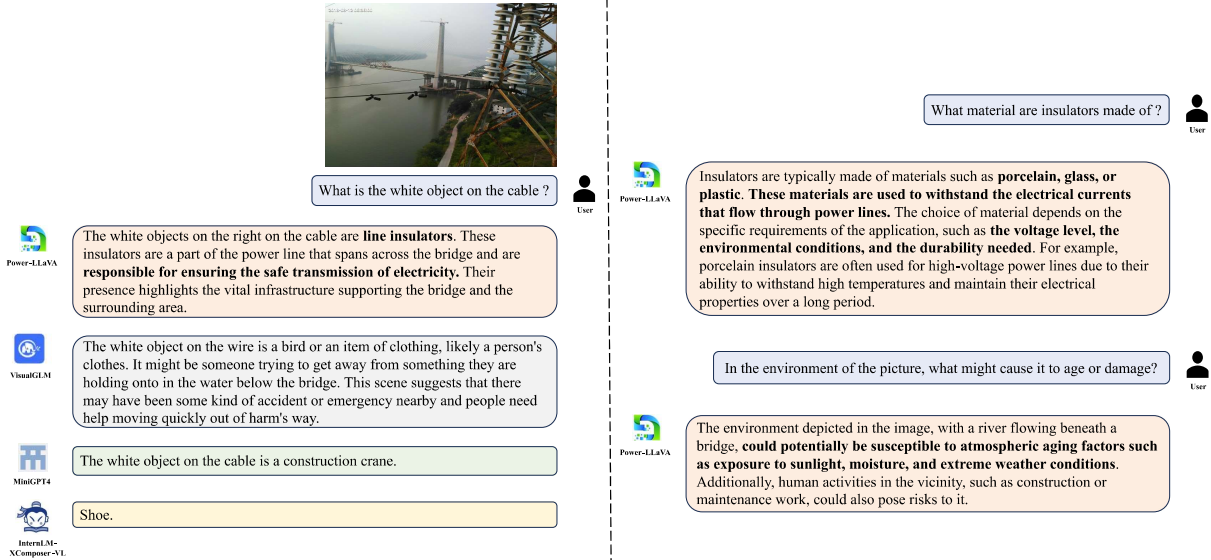 What is the white object on the cable ?
User
Power-LLaVA
The white objects on the right on the cable are line insulators. These
insulators are a part of the power line that spans across the bridge and are
responsible for ensuring the safe transmission of electricity. Their
presence highlights the vital infrastructure supporting the bridge and the
surrounding area.
VisualGLM
The white object on the wire is a bird or an item of clothing, likely a person's
clothes. It might be someone trying to get away from something they are
holding onto in the water below the bridge. This scene suggests that there
may have been some kind of accident or emergency nearby and people need
help moving quickly out of harm's way.
MiniGPT4
The white object on the cable is a construction crane.
InternLM-
XComposer-VL
Shoe.
What material are insulators made of ?
User
Power-LLaVA
Insulators are typically made of materials such as porcelain, glass, or
plastic. These materials are used to withstand the electrical currents
that flow through power lines. The choice of material depends on the
specific requirements of the application, such as the voltage level, the
environmental conditions, and the durability needed. For example,
porcelain insulators are often used for high-voltage power lines due to their
ability to withstand high temperatures and maintain their electrical
properties over a long period.
In the environment of the picture, what might cause it to age or damage?
User
Power-LLaVA
The environment depicted in the image, with a river flowing beneath a
bridge, could potentially be susceptible to atmospheric aging factors such
as exposure to sunlight, moisture, and extreme weather conditions.
Additionally, human activities in the vicinity, such as construction or
maintenance work, could also pose risks to it.